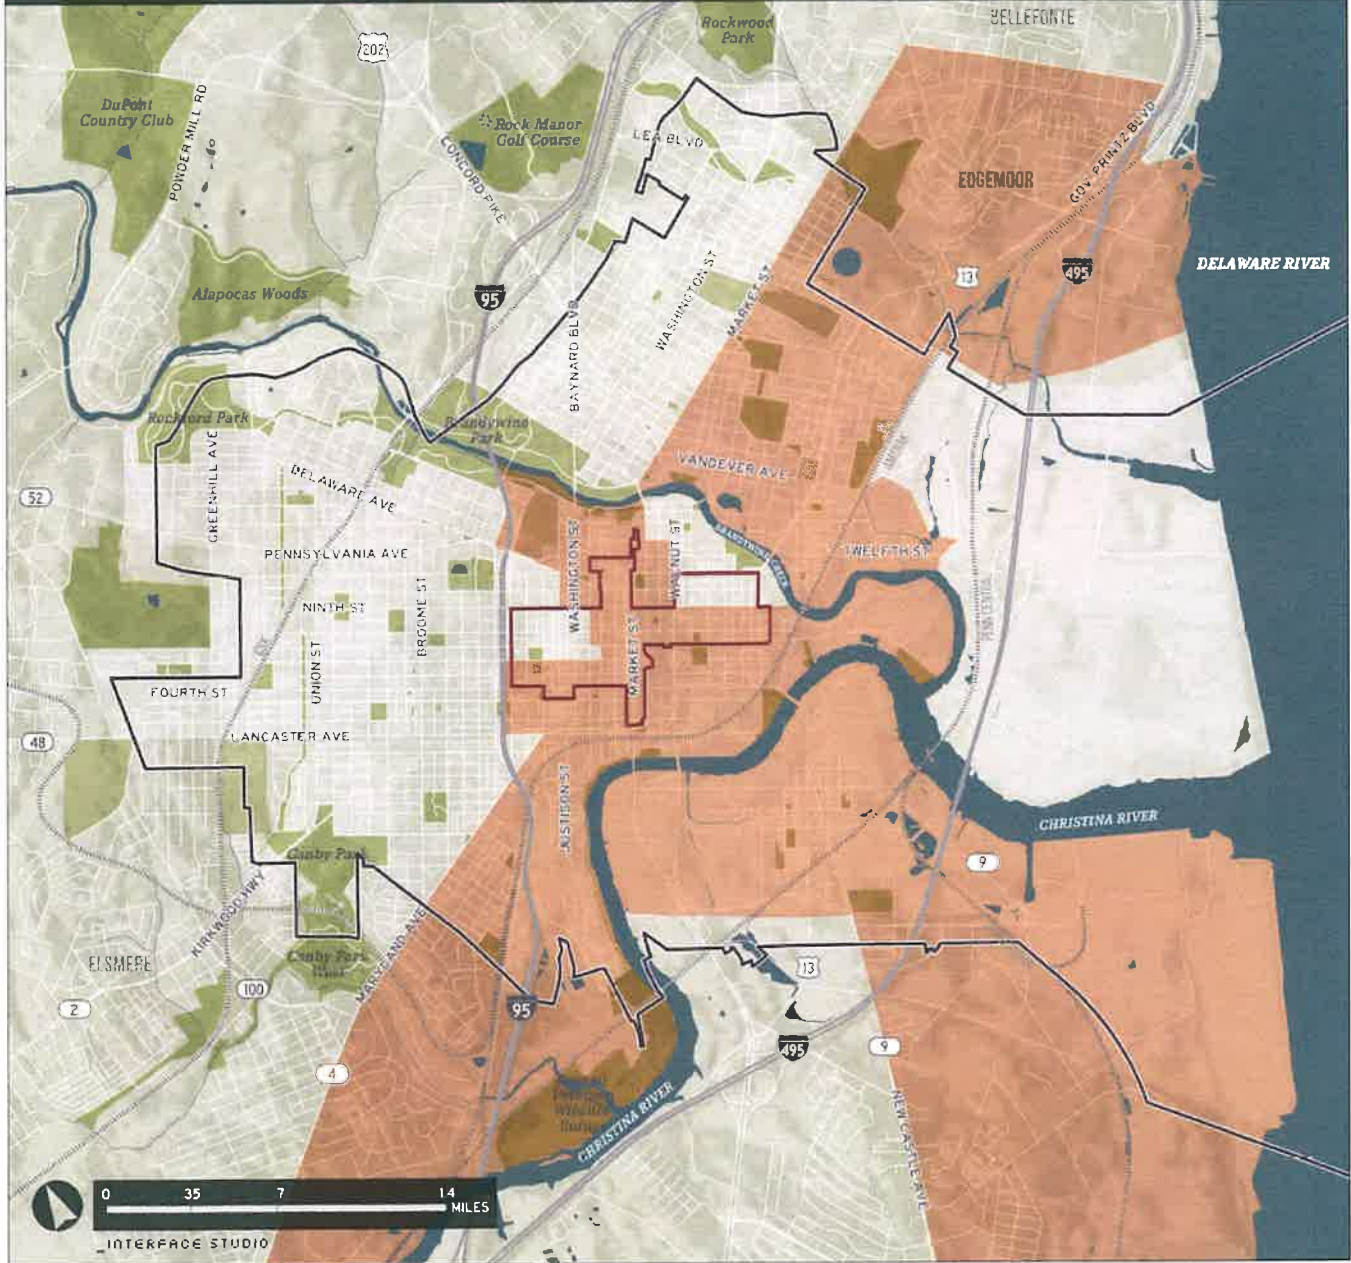 BELLEFONTE
Rockwood
Park
202
DuPont
Country Club
POWDER MILL RD
Rock Manor
Golf Course
CONCORD PIKE
LEA BLVD
GOV. PRINTZ BLVD
EDGEMOOR
DELAWARE RIVER
13
495
Alapocas Woods
95
WASHINGTON ST
MARKET ST
BAYNARD BLVD
Rockford Park
Brandywine
Park
GREENHILL AVE
DELAWARE AVE
VANDEVER AVE
52
PENNSYLVANIA AVE
WASHINGTON ST
WALNUT ST
BRANDYWINE CREEK
TWELFTH ST
NINTH ST
BROOME ST
UNION ST
MARKET ST
FOURTH ST
48
LANCASTER AVE
JUSTISON ST
CHRISTINA RIVER
Canby Park
9
KIRKWOOD HWY
MARYLAND AVE
ELSMERE
Canby Park
West
100
2
95
13
495
9
4
Wildlife
Refuge
CHRISTINA RIVER
NEW CASTLE AVE
0 35 7 14
MILES
INTERFACE STUDIO